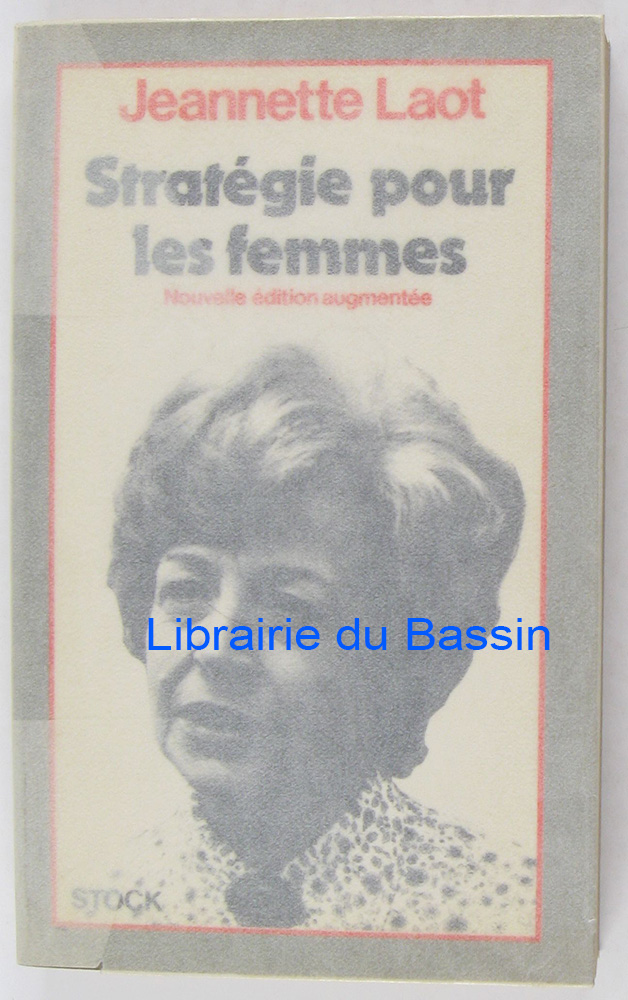 Jeannette Laot
Stratégie pour
les femmes
Nouvelle édition augmentée
Librairie du Bassin
STOCK